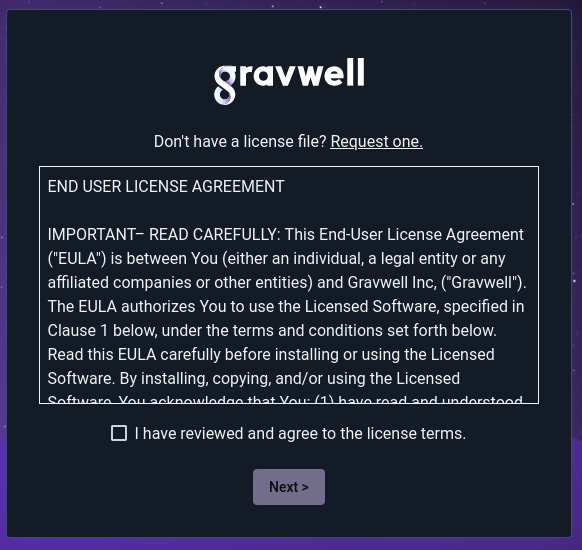 gravwell
Don't have a license file? Request one.
END USER LICENSE AGREEMENT
IMPORTANT– READ CAREFULLY: This End-User License Agreement
("EULA") is between You (either an individual, a legal entity or any
affiliated companies or other entities) and Gravwell Inc, ("Gravwell").
The EULA authorizes You to use the Licensed Software, specified in
Clause 1 below, under the terms and conditions set forth below.
Read this EULA carefully before installing or using the Licensed
Software. By installing, copying, and/or using the Licensed
Software, You acknowledge that You: (1) have read and understood
I have reviewed and agree to the license terms.
Next >